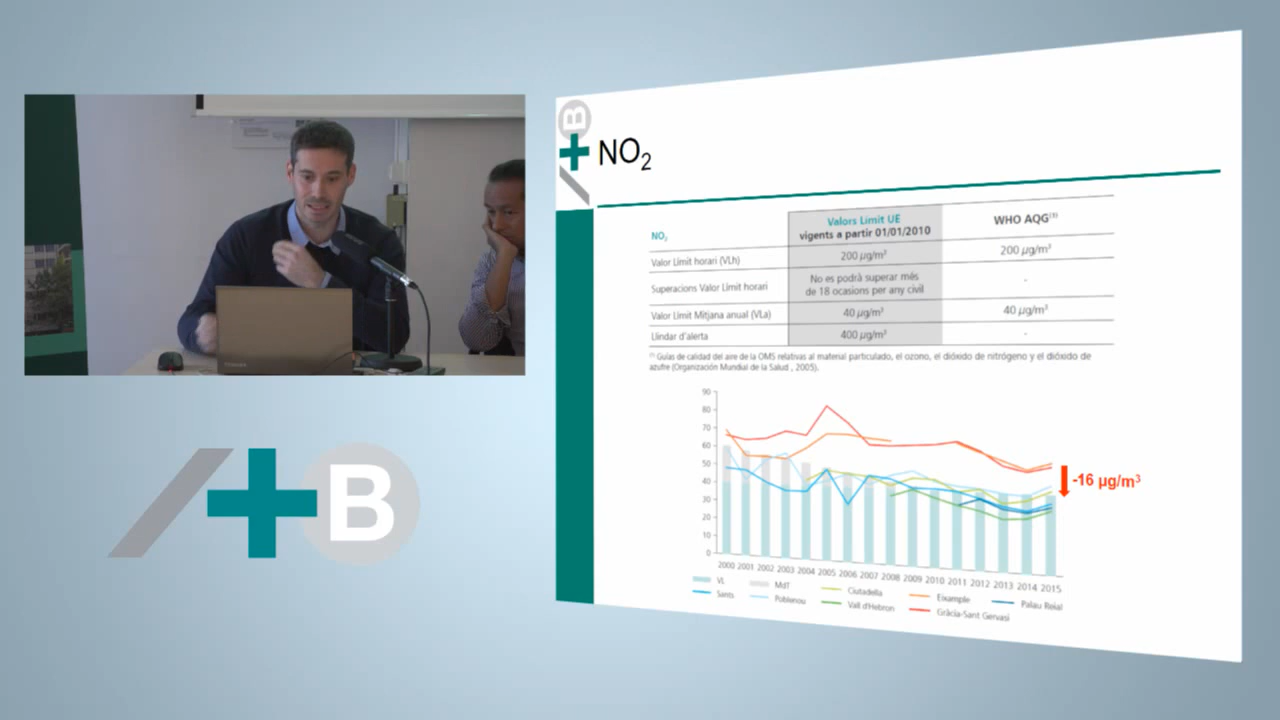 B
NO2
NO2
Valors Límit UE
vigents a partir 01/01/2010
WHO AQG(1)
Valor Límit horari (VLh)
200 µg/m³
200 µg/m³
Superacions Valor Límit horari
No es podrà superar més
de 18 ocasions per any civil
-
Valor Límit Mitjana anual (VLa)
40 µg/m³
40 µg/m³
Llindar d'alerta
400 µg/m³
-
(1) Guías de calidad del aire de la OMS relativas al material particulado, el ozono, el dióxido de nitrógeno y el dióxido de
azufre (Organización Mundial de la Salud , 2005).
90
80
70
60
50
40
30
20
10
0
-16 µg/m³
2000 2001 2002 2003 2004 2005 2006 2007 2008 2009 2010 2011 2012 2013 2014 2015
VL
MdT
Ciutadella
Eixample
Palau Reial
Sants
Poblenou
Vall d'Hebron
Gràcia-Sant Gervasi
TOSHIBA
B